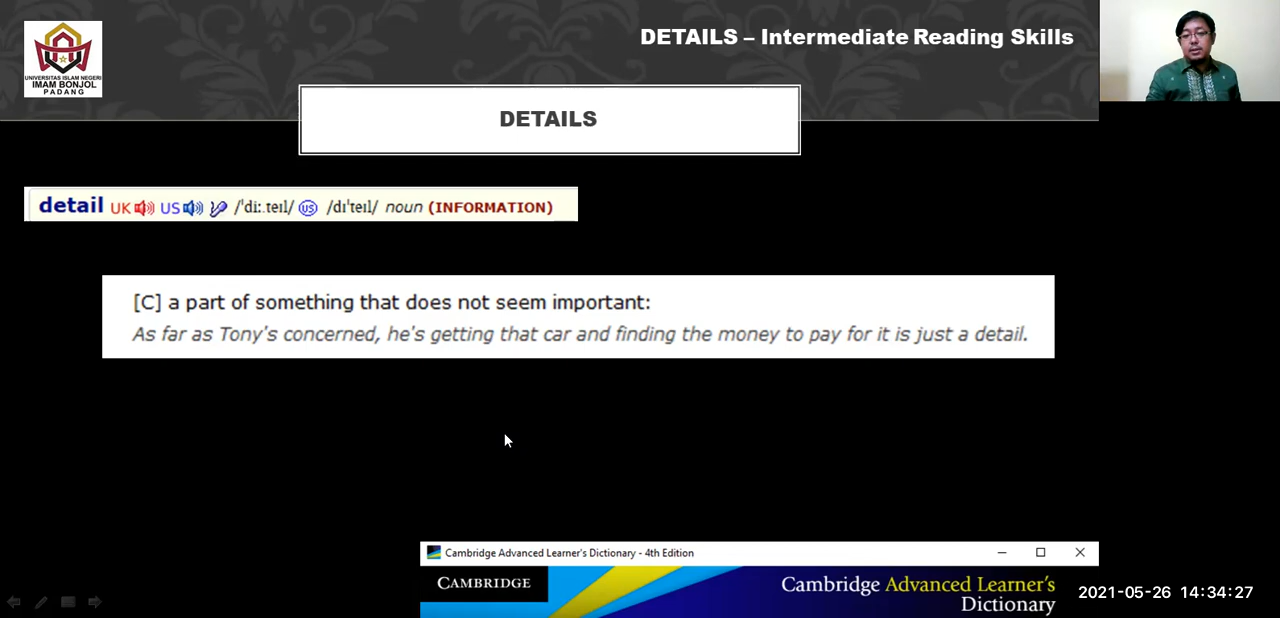 DETAILS – Intermediate Reading Skills
UNIVERSITAS ISLAM NEGERI
IMAM BONJOL
PADANG
DETAILS
detail UK US /ˈdiː.teɪl/ US /dɪˈteɪl/ noun (INFORMATION)
[C] a part of something that does not seem important:
As far as Tony's concerned, he's getting that car and finding the money to pay for it is just a detail.
Cambridge Advanced Learner's Dictionary - 4th Edition
CAMBRIDGE
Cambridge Advanced Learner's
Dictionary
2021-05-26 14:34:27